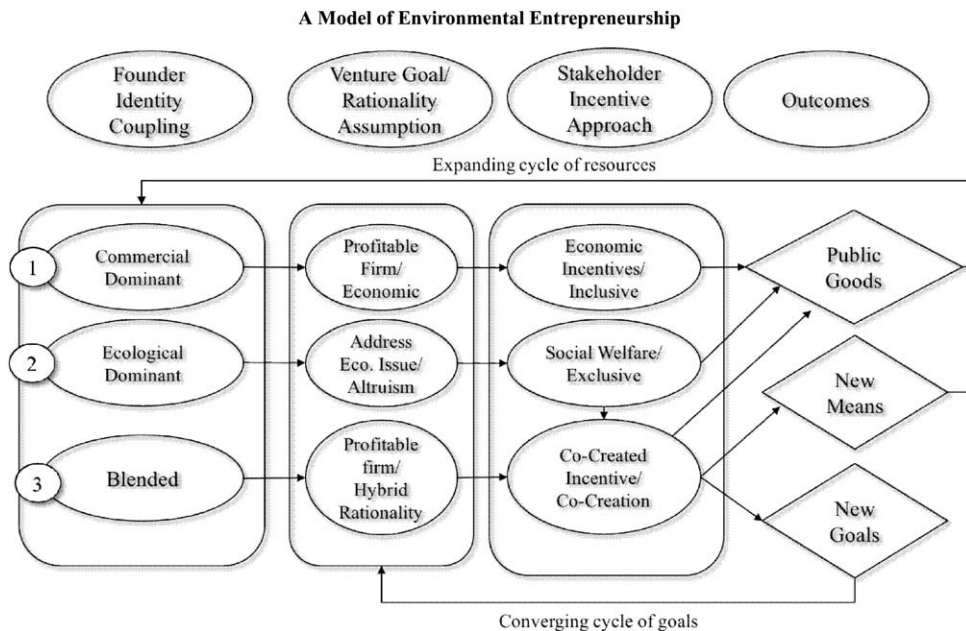 A Model of Environmental Entrepreneurship
Founder
Identity
Coupling
Venture Goal/
Rationality
Assumption
Stakeholder
Incentive
Approach
Outcomes
Expanding cycle of resources
1
Commercial
Dominant
Profitable
Firm/
Economic
Economic
Incentives/
Inclusive
Public
Goods
2
Ecological
Dominant
Address
Eco. Issue/
Altruism
Social Welfare/
Exclusive
New
Means
3
Blended
Profitable
firm/
Hybrid
Rationality
Co-Created
Incentive/
Co-Creation
New
Goals
Converging cycle of goals